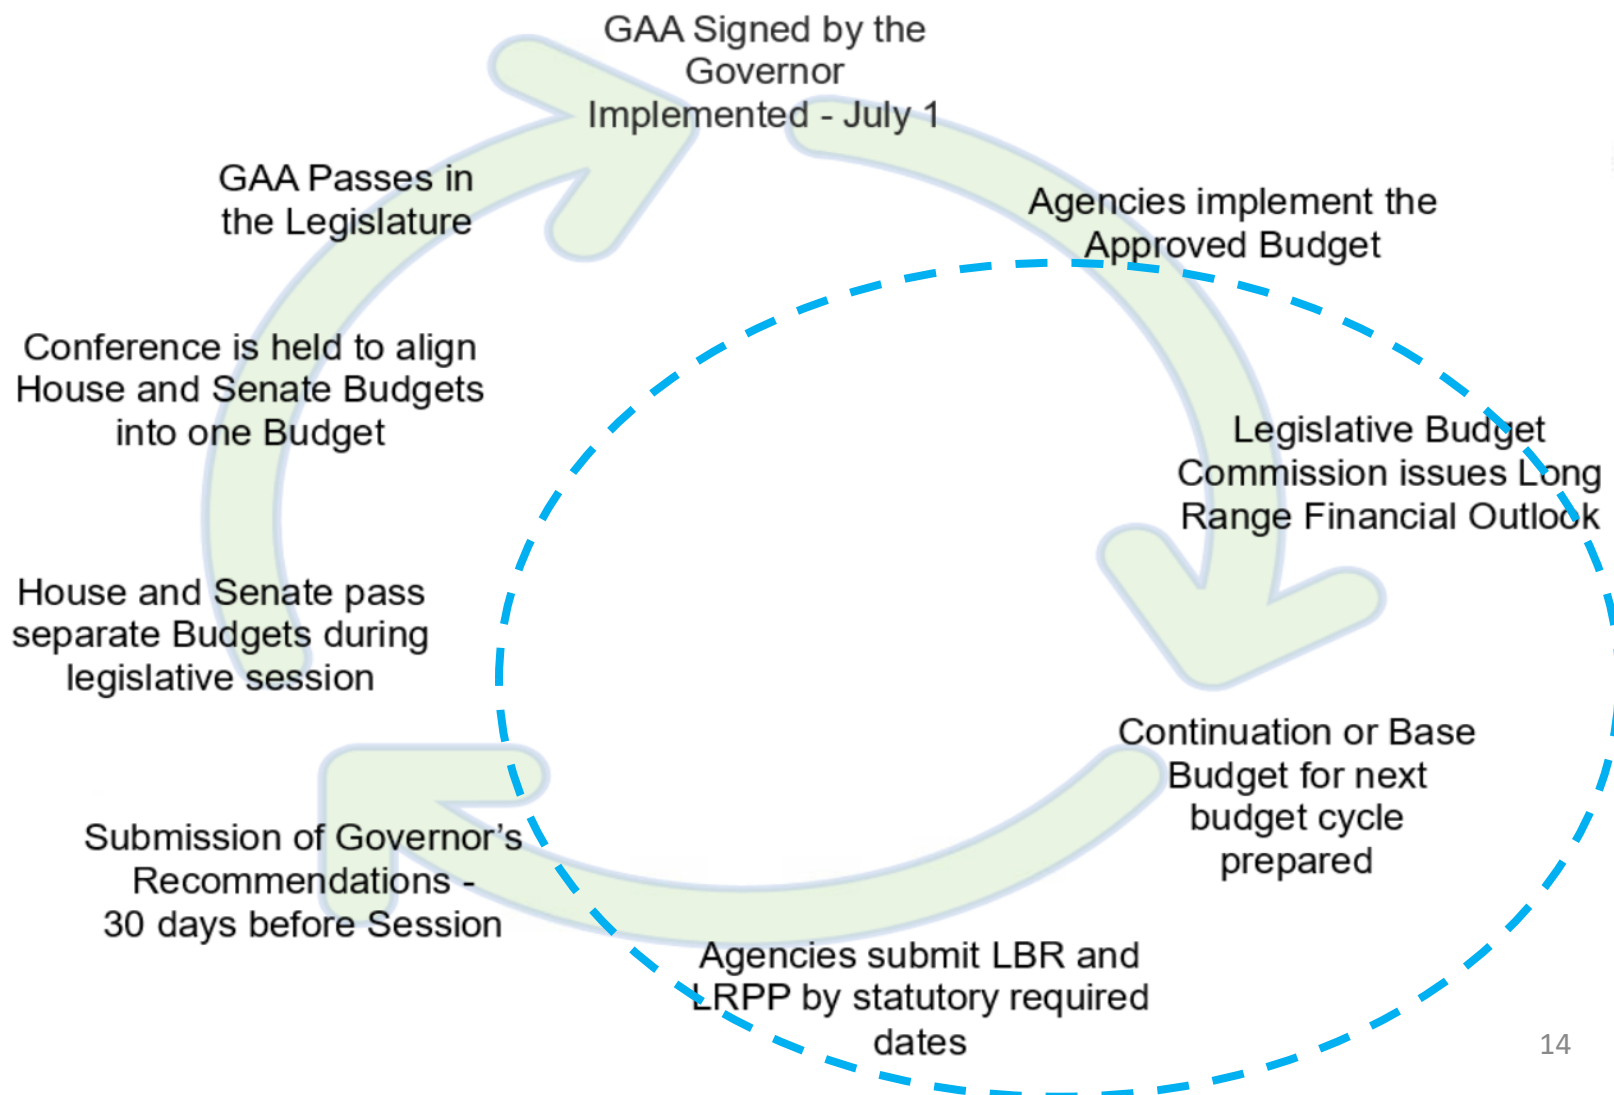 GAA Signed by the
Governor
Implemented - July 1
Agencies implement the
Approved Budget
Legislative Budget
Commission issues Long
Range Financial Outlook
Continuation or Base
Budget for next
budget cycle
prepared
Agencies submit LBR and
LRPP by statutory required
dates
Submission of Governor’s
Recommendations -
30 days before Session
House and Senate pass
separate Budgets during
legislative session
Conference is held to align
House and Senate Budgets
into one Budget
GAA Passes in
the Legislature
14